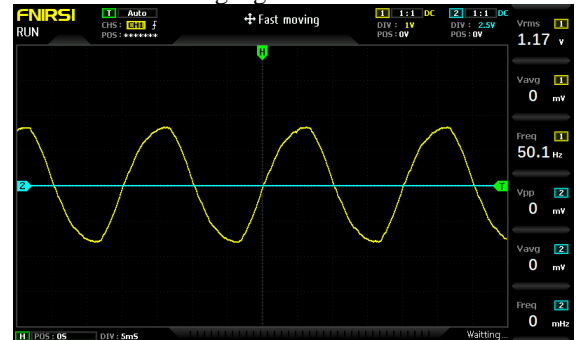 FNIRSI
RUN
T Auto
CHS: CH1
POS: *******
Fast moving
1 1:1 DC
DIV: 1V
POS: 0V
2 1:1 DC
DIV: 2.5V
POS: 0V
H
2
T
Vrms 1
1.17 v
Vavg 1
0 mV
Freq 1
50.1 Hz
Vpp 2
0 mV
Vavg 2
0 mV
Freq 2
0 mHz
H POS: 0S DIV: 5mS
Waitting...